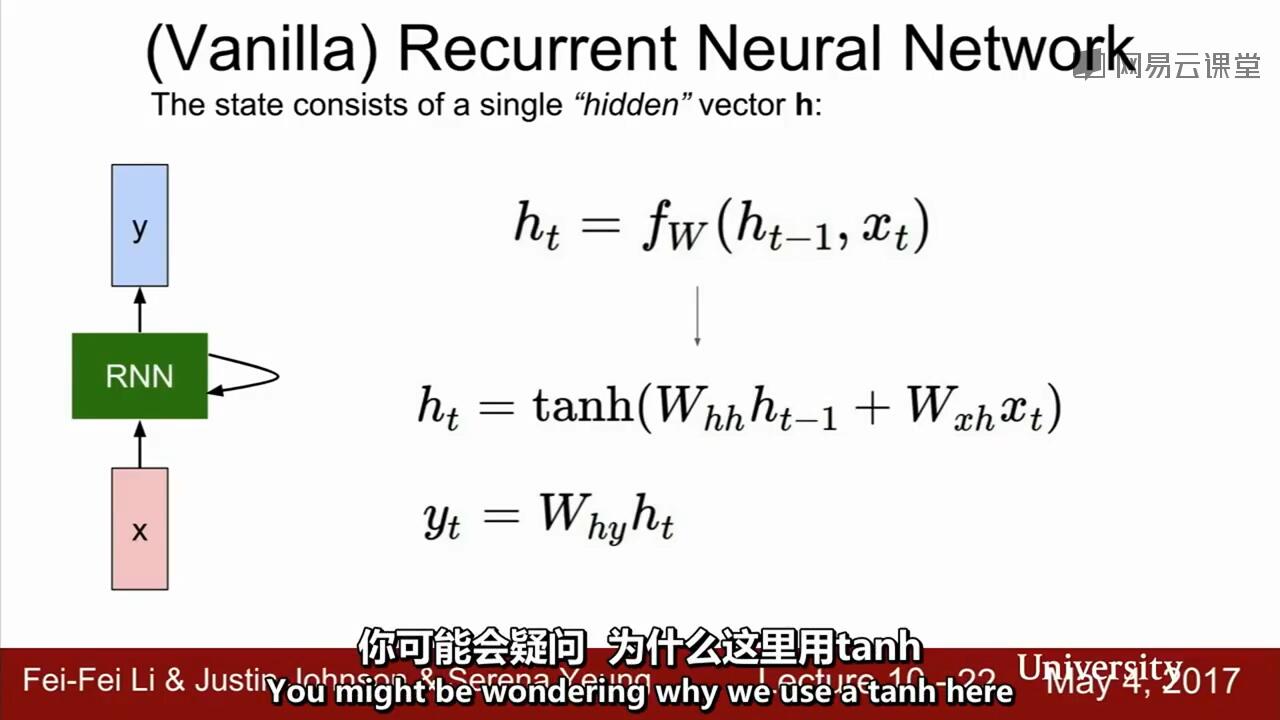 (Vanilla) Recurrent Neural Network
网易云课堂
The state consists of a single “hidden” vector h:
y
h_t = f_W(h_{t-1}, x_t)
RNN
h_t = tanh(W_{hh}h_{t-1} + W_{xh}x_t)
x
y_t = W_{hy}h_t
你可能会疑问 为什么这里用tanh
Fei-Fei Li & Justin Johnson & Serena Yeung Lecture 10 - 22 May 4, 2017
University
You might be wondering why we use a tanh here